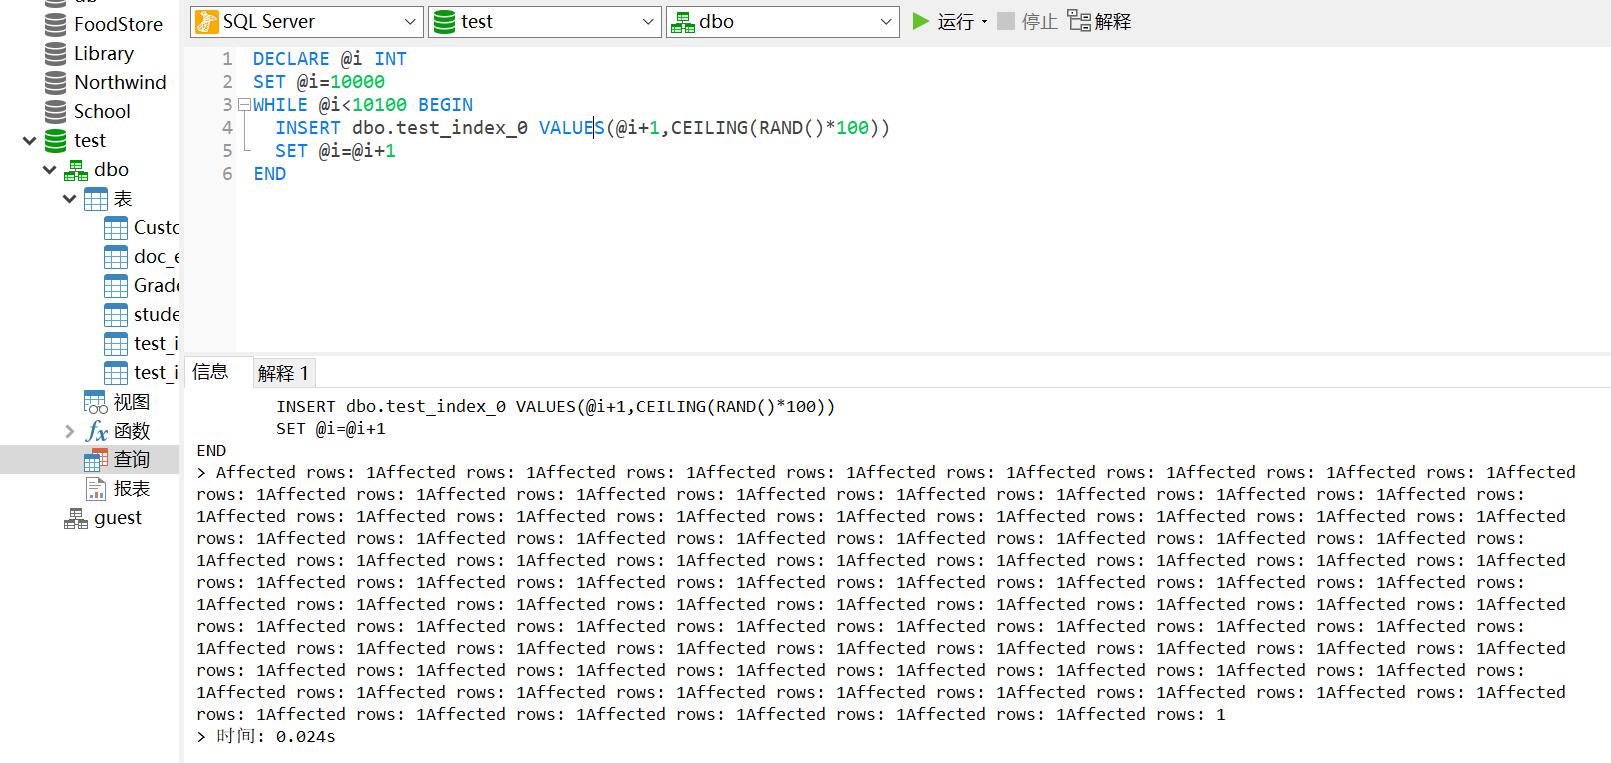 FoodStore
Library
Northwind
School
test
dbo
表
Custo
doc_e
Grade
stude
test_i
test_i
视图
fx 函数
查询
报表
guest
SQL Server test dbo 运行 停止 解释
1 DECLARE @i INT
2 SET @i=10000
3 WHILE @i<10100 BEGIN
4 INSERT dbo.test_index_0 VALUES(@i+1,CEILING(RAND()*100))
5 SET @i=@i+1
6 END
信息 解释 1
INSERT dbo.test_index_0 VALUES(@i+1,CEILING(RAND()*100))
SET @i=@i+1
END
> Affected rows: 1Affected rows: 1Affected rows: 1Affected rows: 1Affected rows: 1Affected rows: 1Affected rows: 1Affected rows: 1Affected
rows: 1Affected rows: 1Affected rows: 1Affected rows: 1Affected rows: 1Affected rows: 1Affected rows: 1Affected rows: 1Affected rows:
1Affected rows: 1Affected rows: 1Affected rows: 1Affected rows: 1Affected rows: 1Affected rows: 1Affected rows: 1Affected rows: 1Affected
rows: 1Affected rows: 1Affected rows: 1Affected rows: 1Affected rows: 1Affected rows: 1Affected rows: 1Affected rows: 1Affected rows:
1Affected rows: 1Affected rows: 1Affected rows: 1Affected rows: 1Affected rows: 1Affected rows: 1Affected rows: 1Affected rows: 1Affected
rows: 1Affected rows: 1Affected rows: 1Affected rows: 1Affected rows: 1Affected rows: 1Affected rows: 1Affected rows: 1Affected rows:
1Affected rows: 1Affected rows: 1Affected rows: 1Affected rows: 1Affected rows: 1Affected rows: 1Affected rows: 1Affected rows: 1Affected
rows: 1Affected rows: 1Affected rows: 1Affected rows: 1Affected rows: 1Affected rows: 1Affected rows: 1Affected rows: 1Affected rows:
1Affected rows: 1Affected rows: 1Affected rows: 1Affected rows: 1Affected rows: 1Affected rows: 1Affected rows: 1Affected rows: 1Affected
rows: 1Affected rows: 1Affected rows: 1Affected rows: 1Affected rows: 1Affected rows: 1Affected rows: 1Affected rows: 1Affected rows:
1Affected rows: 1Affected rows: 1Affected rows: 1Affected rows: 1Affected rows: 1Affected rows: 1Affected rows: 1Affected rows: 1Affected
rows: 1Affected rows: 1Affected rows: 1Affected rows: 1Affected rows: 1Affected rows: 1Affected rows: 1
> 时间: 0.024s